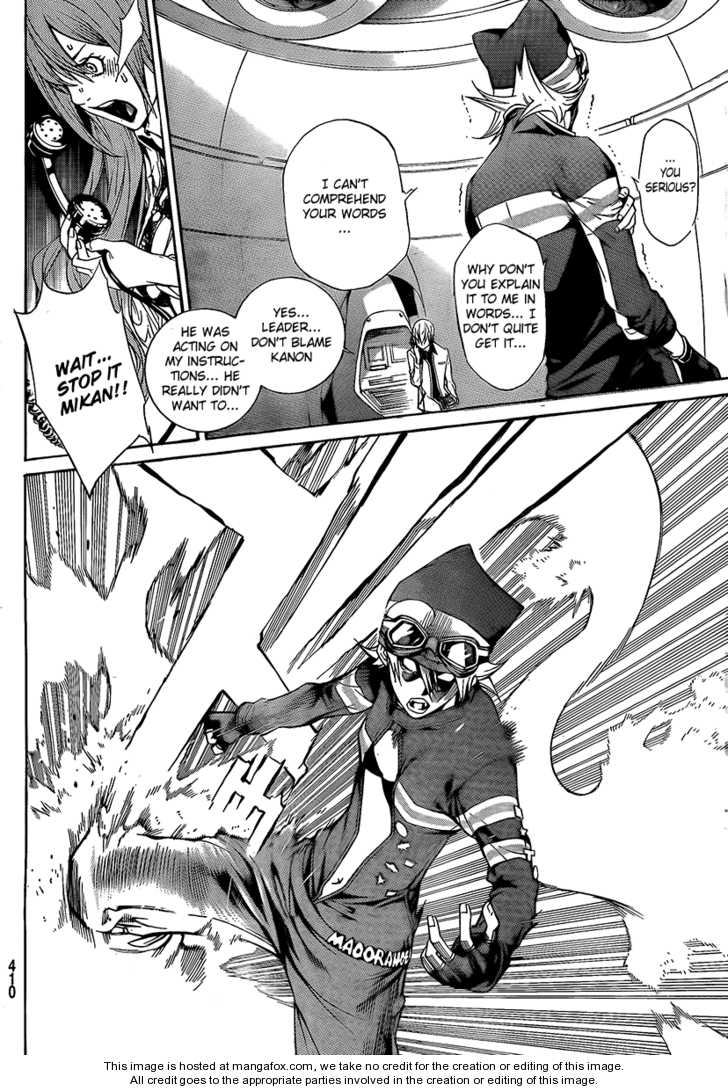 ...
YOU
SERIOUS?
WHY DON'T
YOU EXPLAIN
IT TO ME IN
WORDS... I
DON'T QUITE
GET IT...
I CAN'T
COMPREHEND
YOUR WORDS
...
YES...
LEADER...
DON'T BLAME
KANON
HE WAS
ACTING ON
MY INSTRUC-
TIONS... HE
REALLY DIDN'T
WANT TO...
WAIT...
STOP IT
MIKAN!!
410
This image is hosted at mangafox.com, we take no credit for the creation or editing of this image.
All credit goes to the appropriate parties involved in the creation or editing of this image.